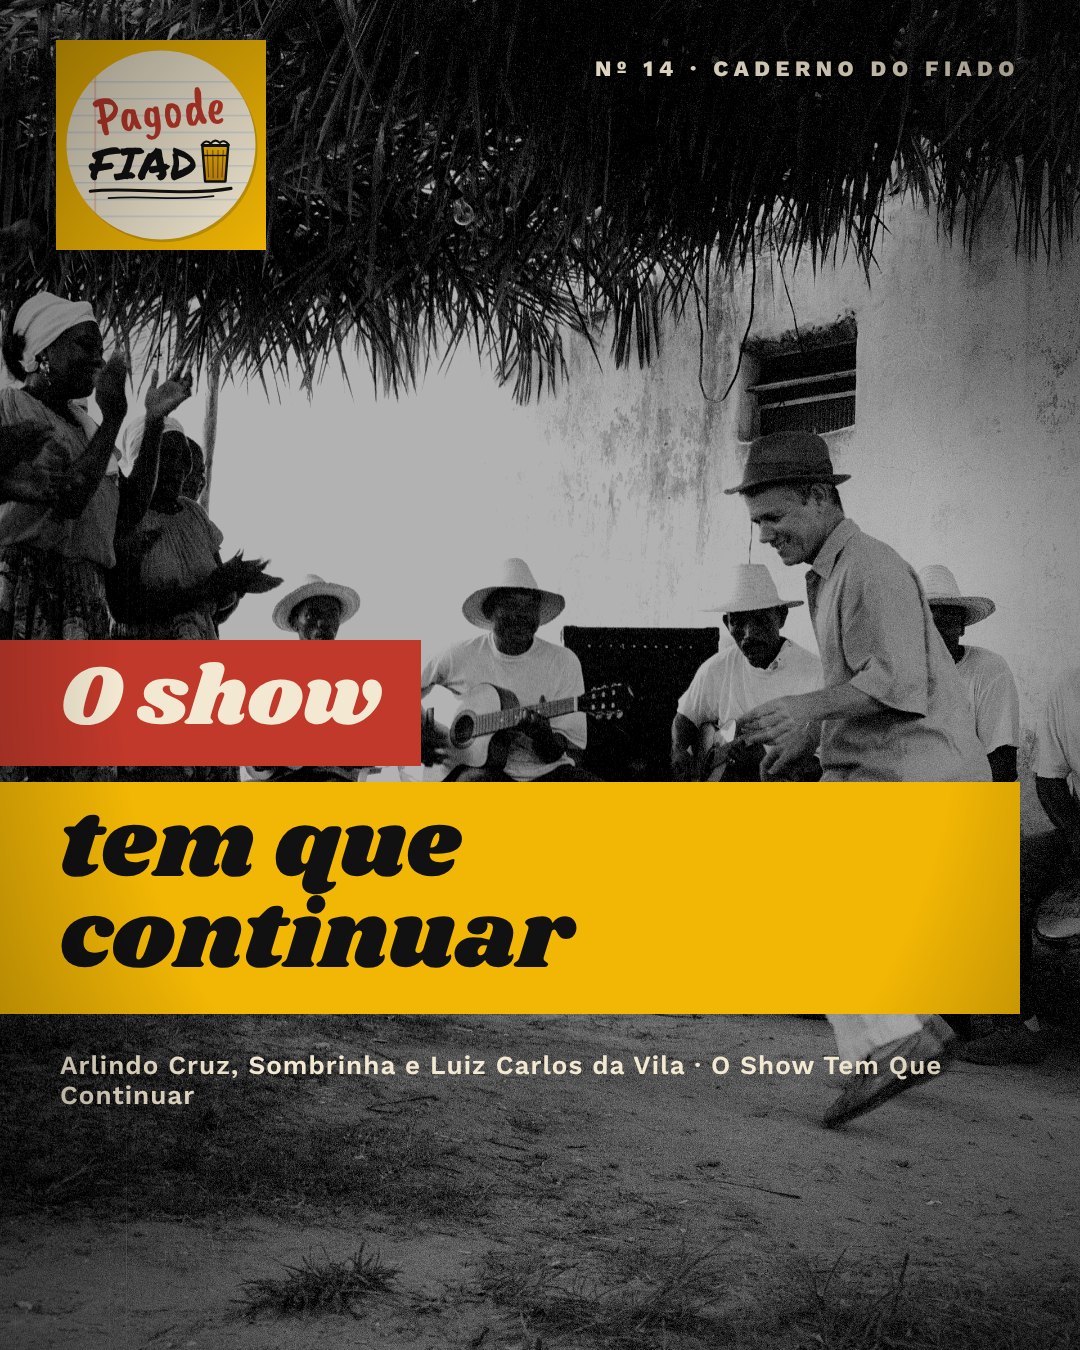 Pagode
FIADO
Nº 14 · CADERNO DO FIADO
O show
tem que
continuar
Arlindo Cruz, Sombrinha e Luiz Carlos da Vila · O Show Tem Que
Continuar